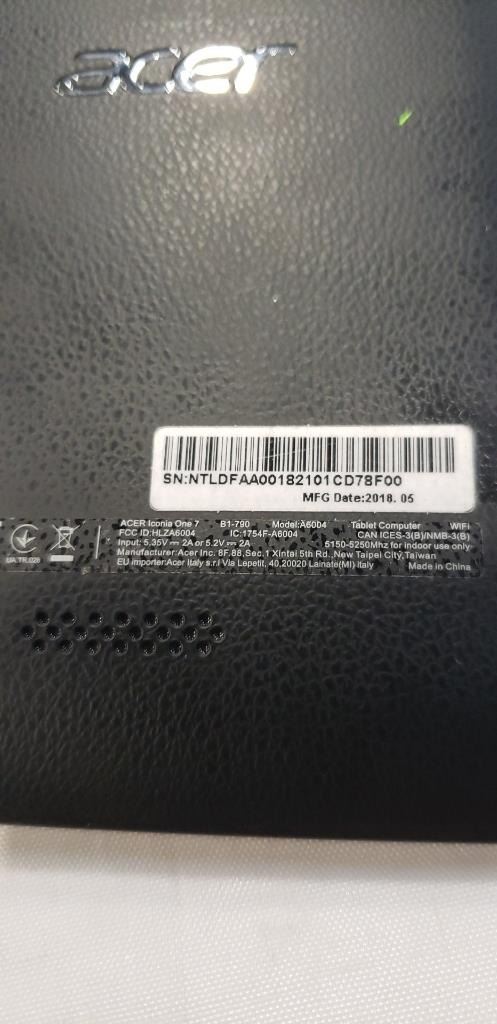 acer
SN:NTLDFAA00182101CD78F00
MFG Date:2018. 05
ACER Iconia One 7 B1-790 Model:A6004 Tablet Computer WIFI
FCC ID:HLZA6004 IC:1754F-A6004 CAN ICES-3(B)/NMB-3(B)
Input: 5.35V⎓ 2A or 5.2V⎓ 2A 5150-5250Mhz for indoor use only
Manufacturer:Acer Inc. 8F.88,Sec.1 Xintai 5th Rd.,New Taipei City,Taiwan
EU importer:Acer Italy s.r.l Via Lepetit, 40,20020 Lainate(MI) Italy Made in China
UA.TR.028